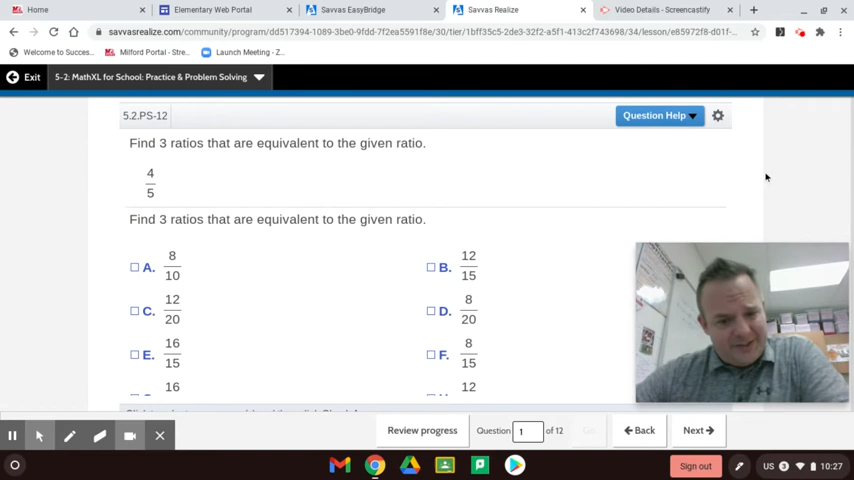 Home
Elementary Web Portal
Savvas EasyBridge
Savvas Realize
Video Details - Screencastify
savvasrealize.com/community/program/dd517394-1089-3be0-9fdd-7f2ea5591f8e/30/tier/1bff35c5-2de3-32f2-a5f1-413c2f743698/34/lesson/e85972f8-d01f-
Welcome to Succes...
Milford Portal - Stre...
Launch Meeting - Z...
Exit
5-2: MathXL for School: Practice & Problem Solving
5.2.PS-12
Question Help
Find 3 ratios that are equivalent to the given ratio.
4
5
Find 3 ratios that are equivalent to the given ratio.
A. 8
10
B. 12
15
C. 12
20
D. 8
20
E. 16
15
F. 8
15
16
12
Review progress
Question 1 of 12
Back
Next
Sign out
US
3
10:27